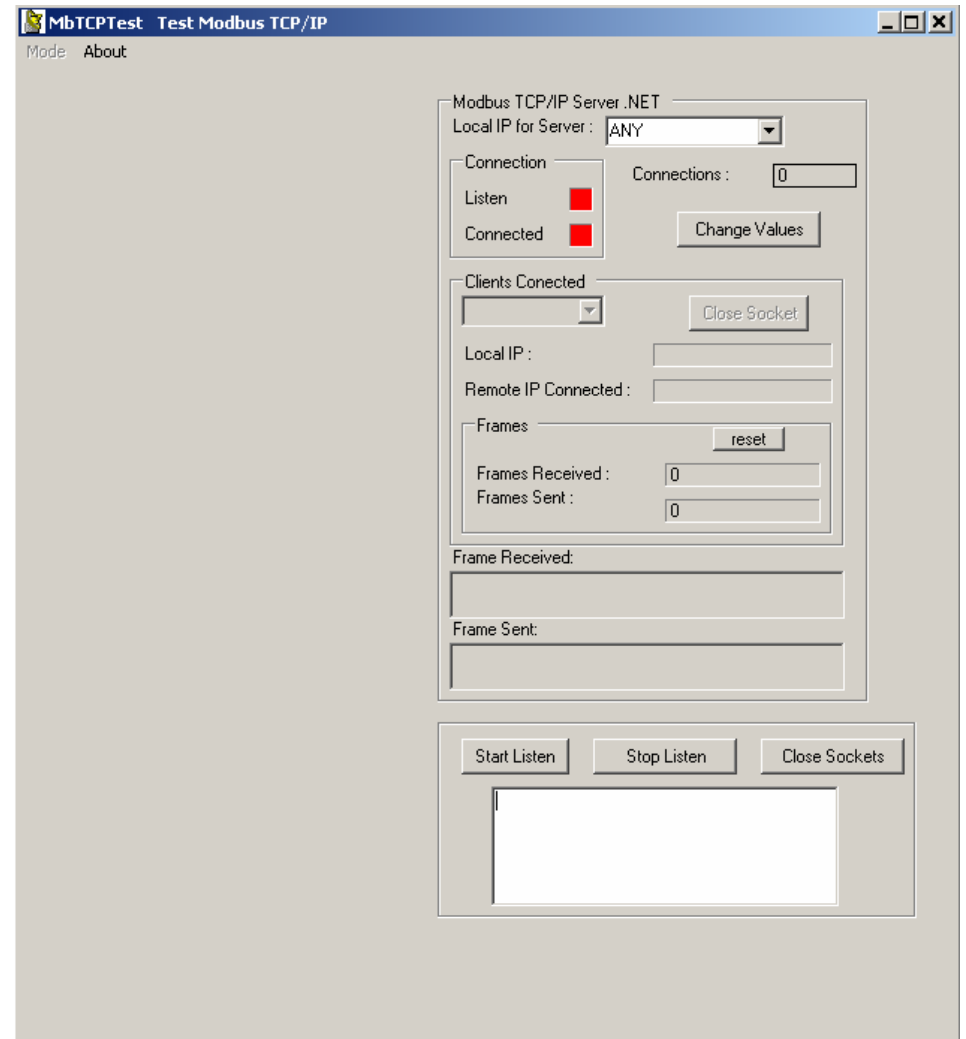 MbTCPTest Test Modbus TCP/IP
Mode About
Modbus TCP/IP Server .NET
Local IP for Server : ANY
Connection
Connections : 0
Listen
Connected
Change Values
Clients Conected
Close Socket
Local IP :
Remote IP Connected :
Frames
reset
Frames Received : 0
Frames Sent : 0
Frame Received:
Frame Sent:
Start Listen Stop Listen Close Sockets